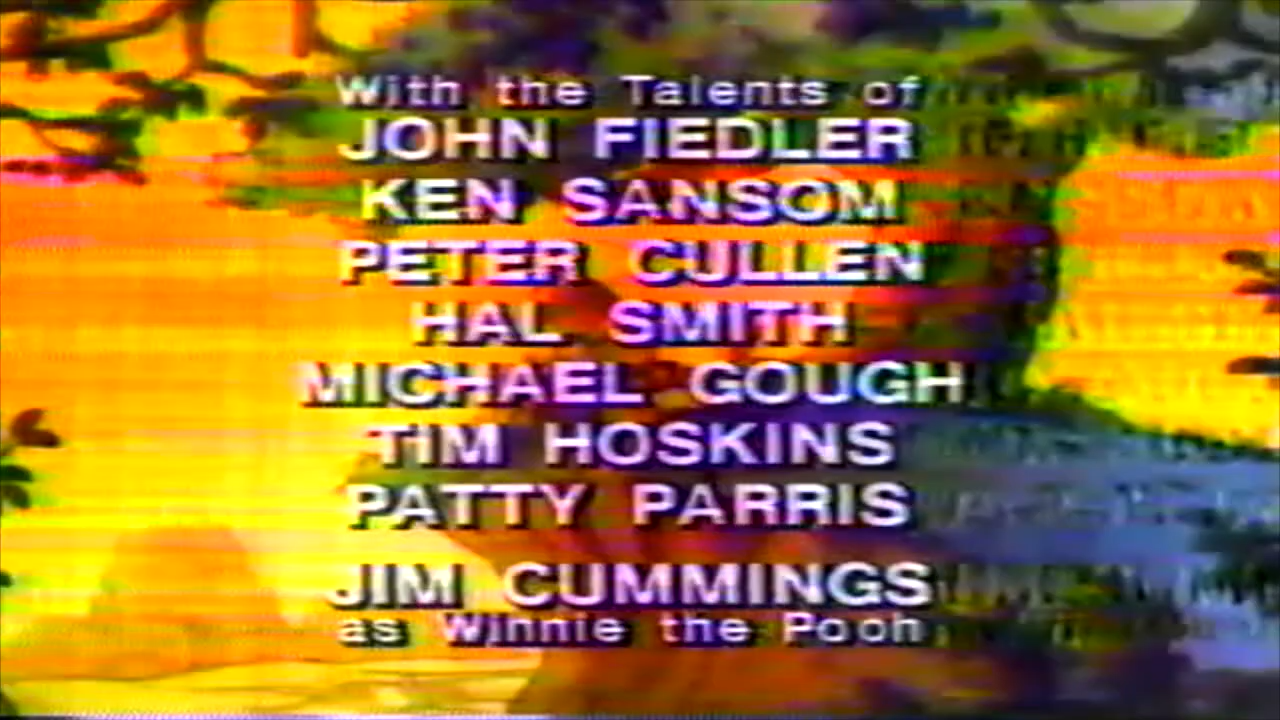 With the Talents of
JOHN FIEDLER
KEN SANSOM
PETER CULLEN
HAL SMITH
MICHAEL GOUGH
TIM HOSKINS
PATTY PARRIS
JIM CUMMINGS
as Winnie the Pooh